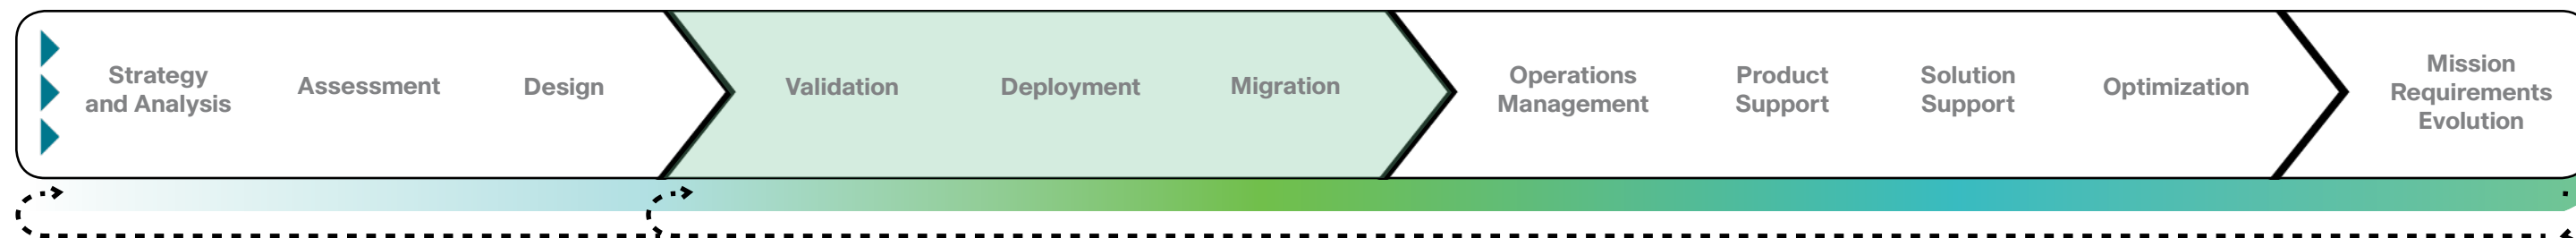 Strategy
and Analysis
Assessment
Design
Validation
Deployment
Migration
Operations
Management
Product
Support
Solution
Support
Optimization
Mission
Requirements
Evolution